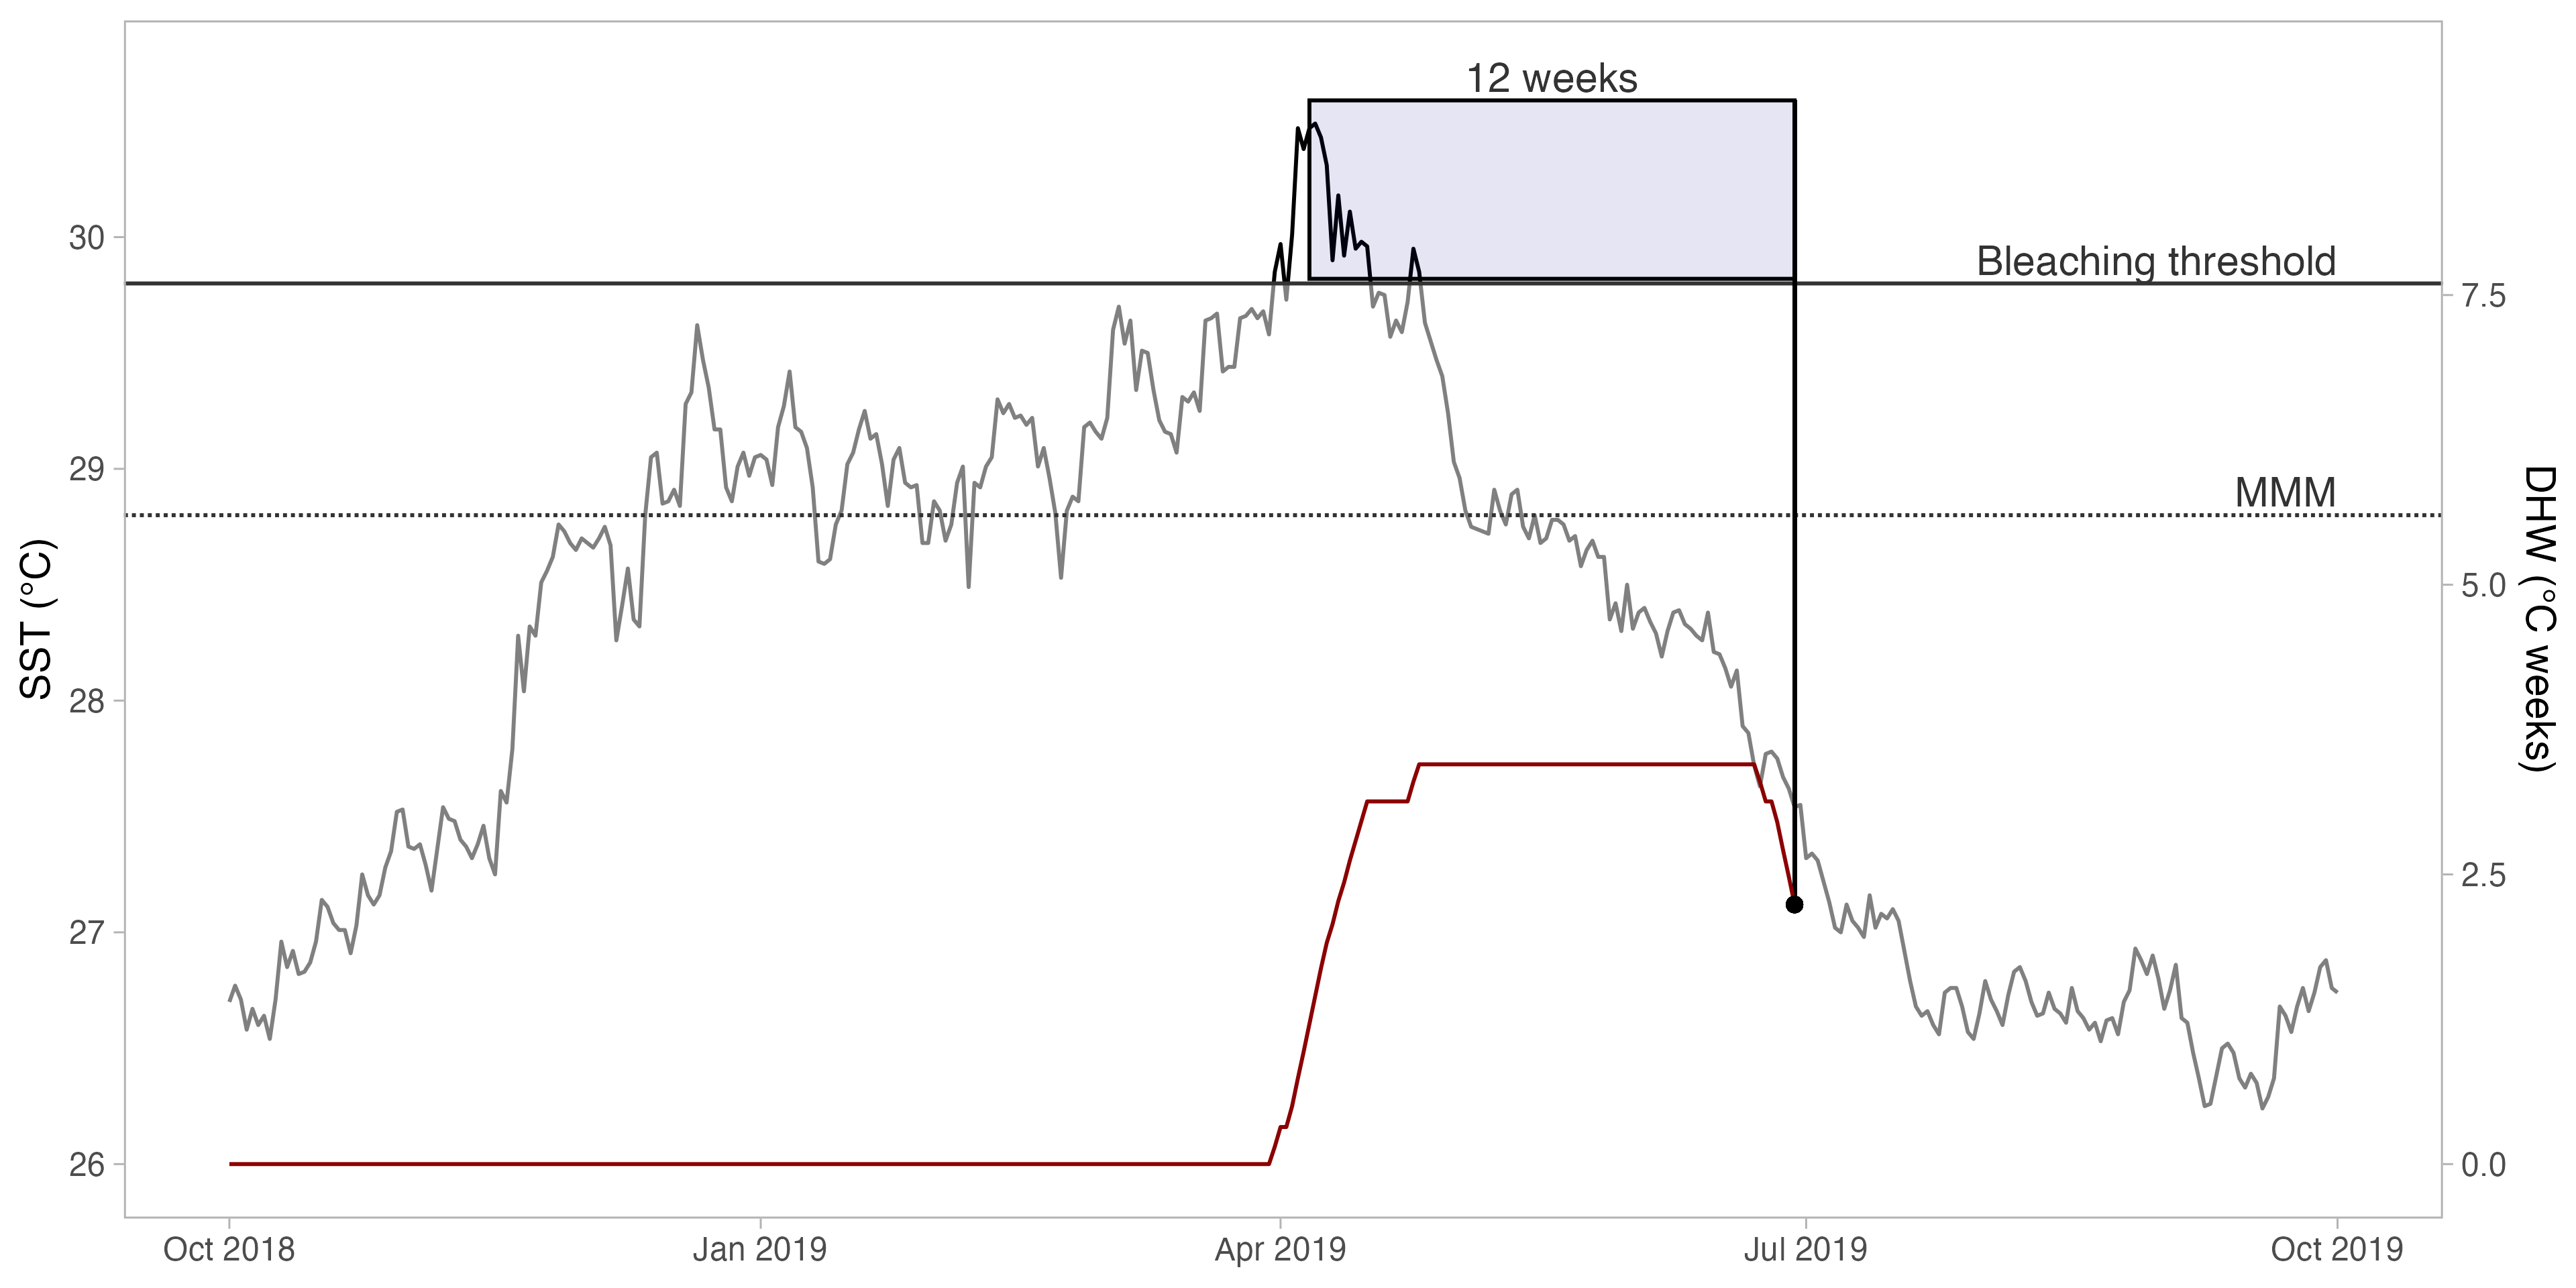 12 weeks
Bleaching threshold
MMM
SST (°C)
30
29
28
27
26
DHW (°C weeks)
7.5
5.0
2.5
0.0
Oct 2018
Jan 2019
Apr 2019
Jul 2019
Oct 2019